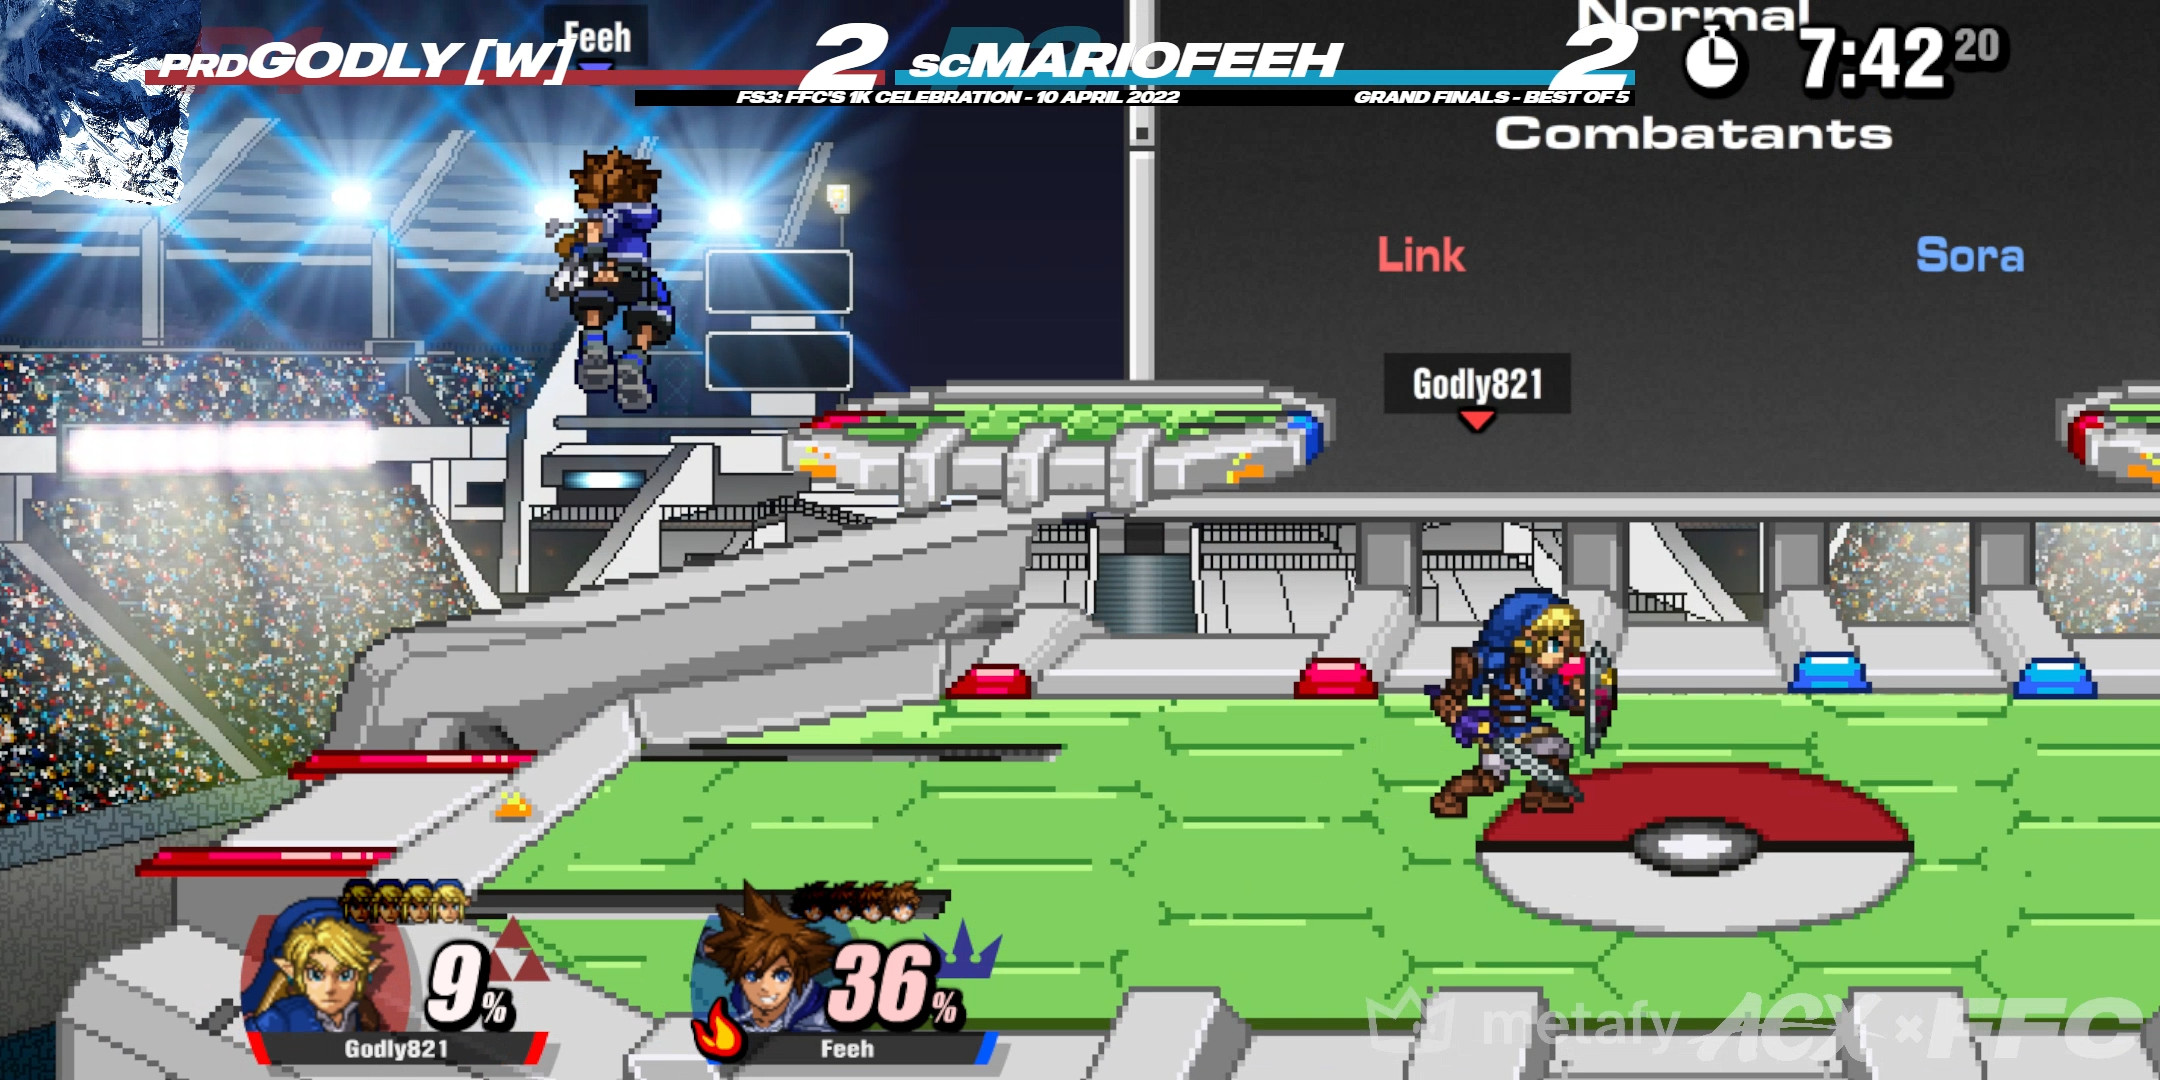 Feeh
PRDGODLY [W] 2
SCMARIOFEEH 2
FS3: FFC'S 1K CELEBRATION - 10 APRIL 2022
GRAND FINALS - BEST OF 5
Normal
7:42 20
Combatants
Link Sora
Godly821
9%
Godly821
36%
Feeh
metafy ACX × FFC